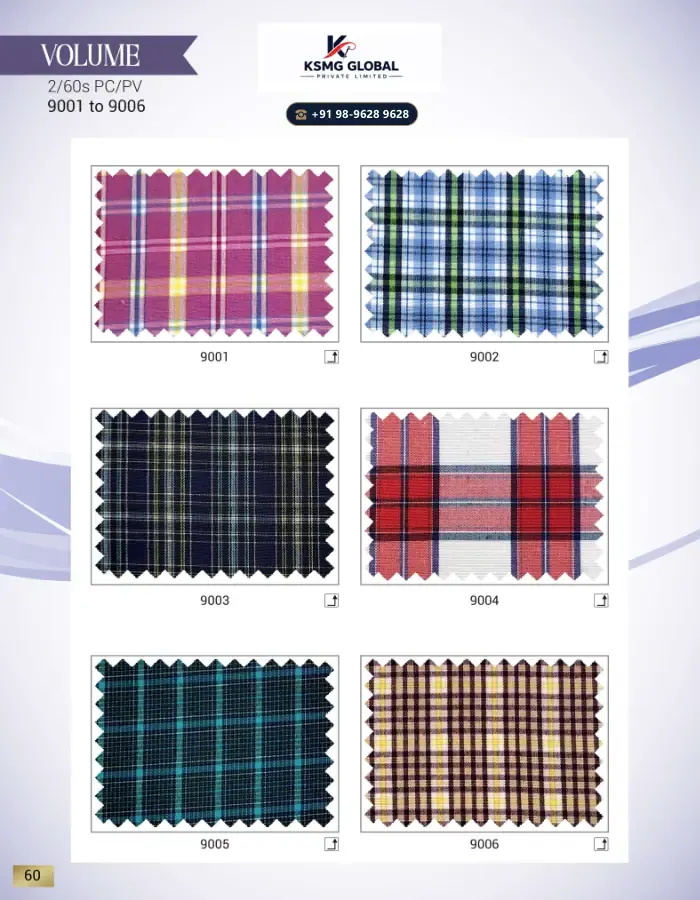 VOLUME
2/60s PC/PV
9001 to 9006
KSMG GLOBAL
PRIVATE LIMITED
+91 98-9628 9628
9001
9002
9003
9004
9005
9006
60